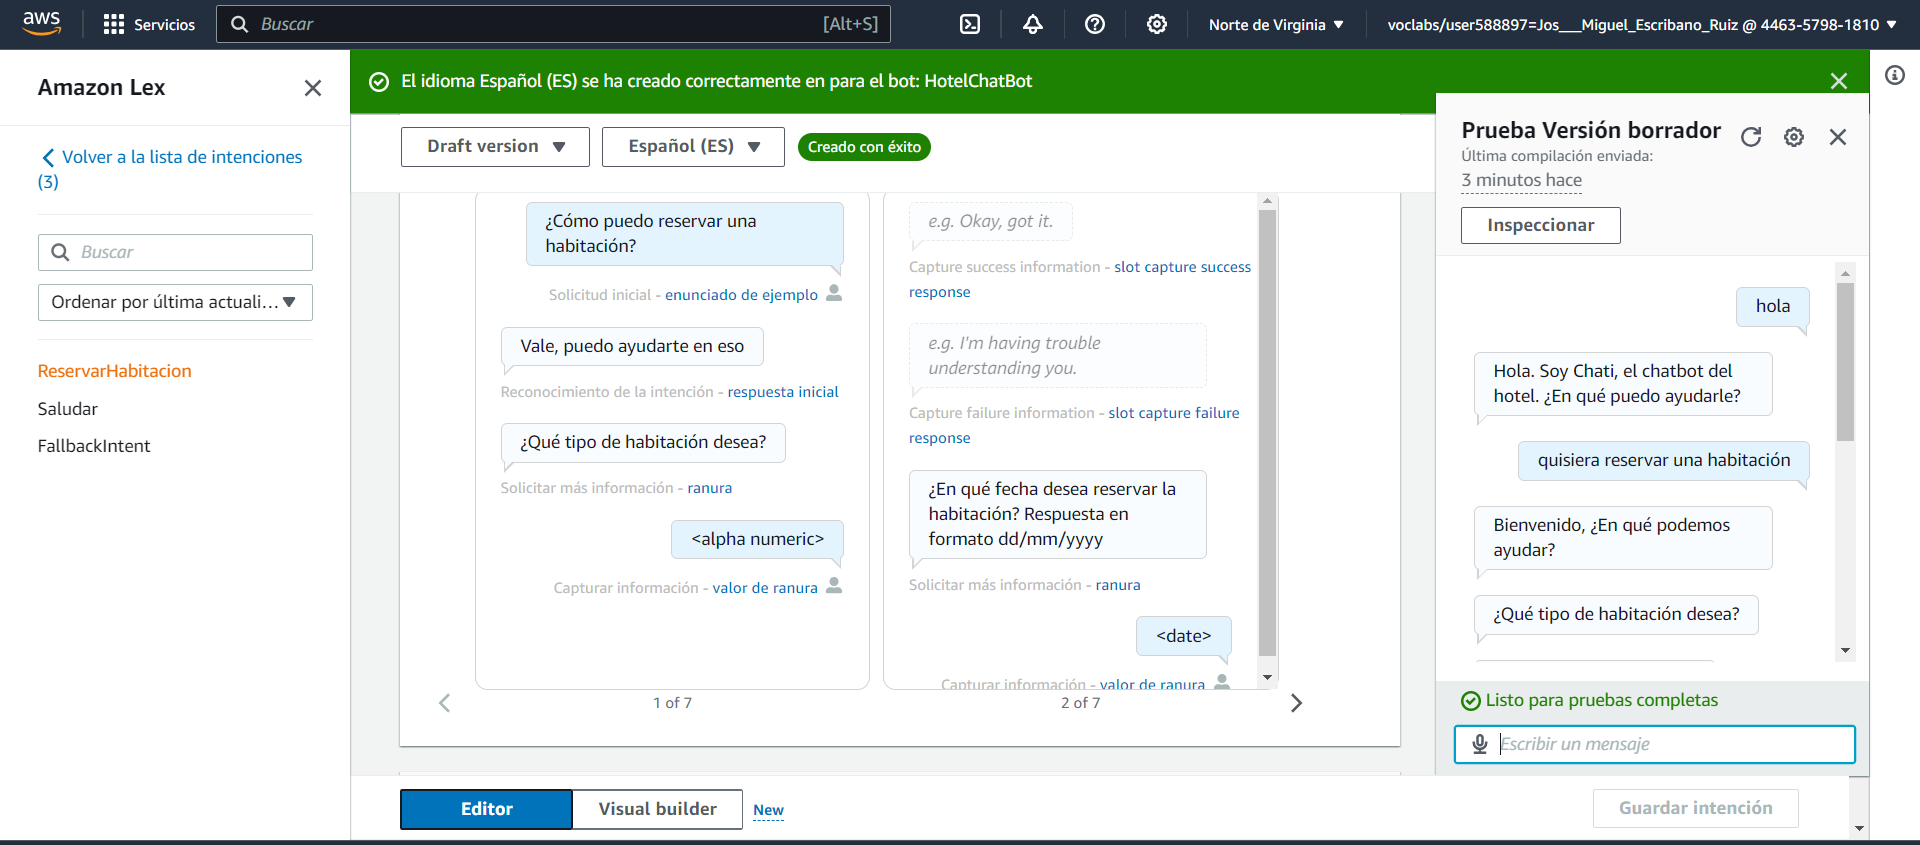 aws
Servicios
Buscar
[Alt+S]
Norte de Virginia
voclabs/user588897=Jos___Miguel_Escribano_Ruiz @ 4463-5798-1810
Amazon Lex
Volver a la lista de intenciones
(3)
Buscar
Ordenar por última actuali...
ReservarHabitacion
Saludar
FallbackIntent
El idioma Español (ES) se ha creado correctamente en para el bot: HotelChatBot
Draft version
Español (ES)
Creado con éxito
¿Cómo puedo reservar una
habitación?
Solicitud inicial - enunciado de ejemplo
Vale, puedo ayudarte en eso
Reconocimiento de la intención - respuesta inicial
¿Qué tipo de habitación desea?
Solicitar más información - ranura
<alpha numeric>
Capturar información - valor de ranura
1 of 7
e.g. Okay, got it.
Capture success information - slot capture success
response
e.g. I'm having trouble
understanding you.
Capture failure information - slot capture failure
response
¿En qué fecha desea reservar la
habitación? Respuesta en
formato dd/mm/yyyy
Solicitar más información - ranura
<date>
Capturar información - valor de ranura
2 of 7
Editor
Visual builder
New
Guardar intención
Prueba Versión borrador
Última compilación enviada:
3 minutos hace
Inspeccionar
hola
Hola. Soy Chati, el chatbot del
hotel. ¿En qué puedo ayudarle?
quisiera reservar una habitación
Bienvenido, ¿En qué podemos
ayudar?
¿Qué tipo de habitación desea?
Listo para pruebas completas
Escribir un mensaje